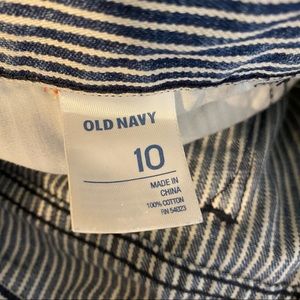 OLD NAVY
10
MADE IN
CHINA
100% COTTON
RN 54023